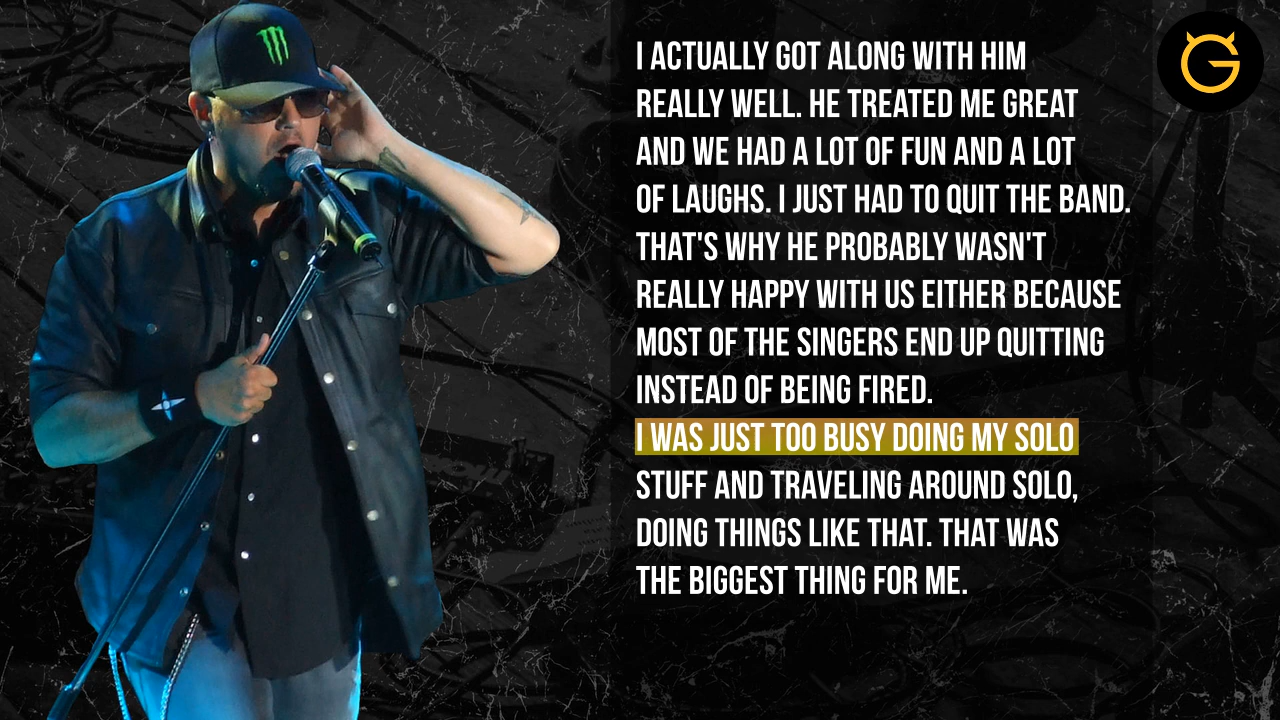 I ACTUALLY GOT ALONG WITH HIM
REALLY WELL. HE TREATED ME GREAT
AND WE HAD A LOT OF FUN AND A LOT
OF LAUGHS. I JUST HAD TO QUIT THE BAND.
THAT'S WHY HE PROBABLY WASN'T
REALLY HAPPY WITH US EITHER BECAUSE
MOST OF THE SINGERS END UP QUITTING
INSTEAD OF BEING FIRED.
I WAS JUST TOO BUSY DOING MY SOLO
STUFF AND TRAVELING AROUND SOLO,
DOING THINGS LIKE THAT. THAT WAS
THE BIGGEST THING FOR ME.